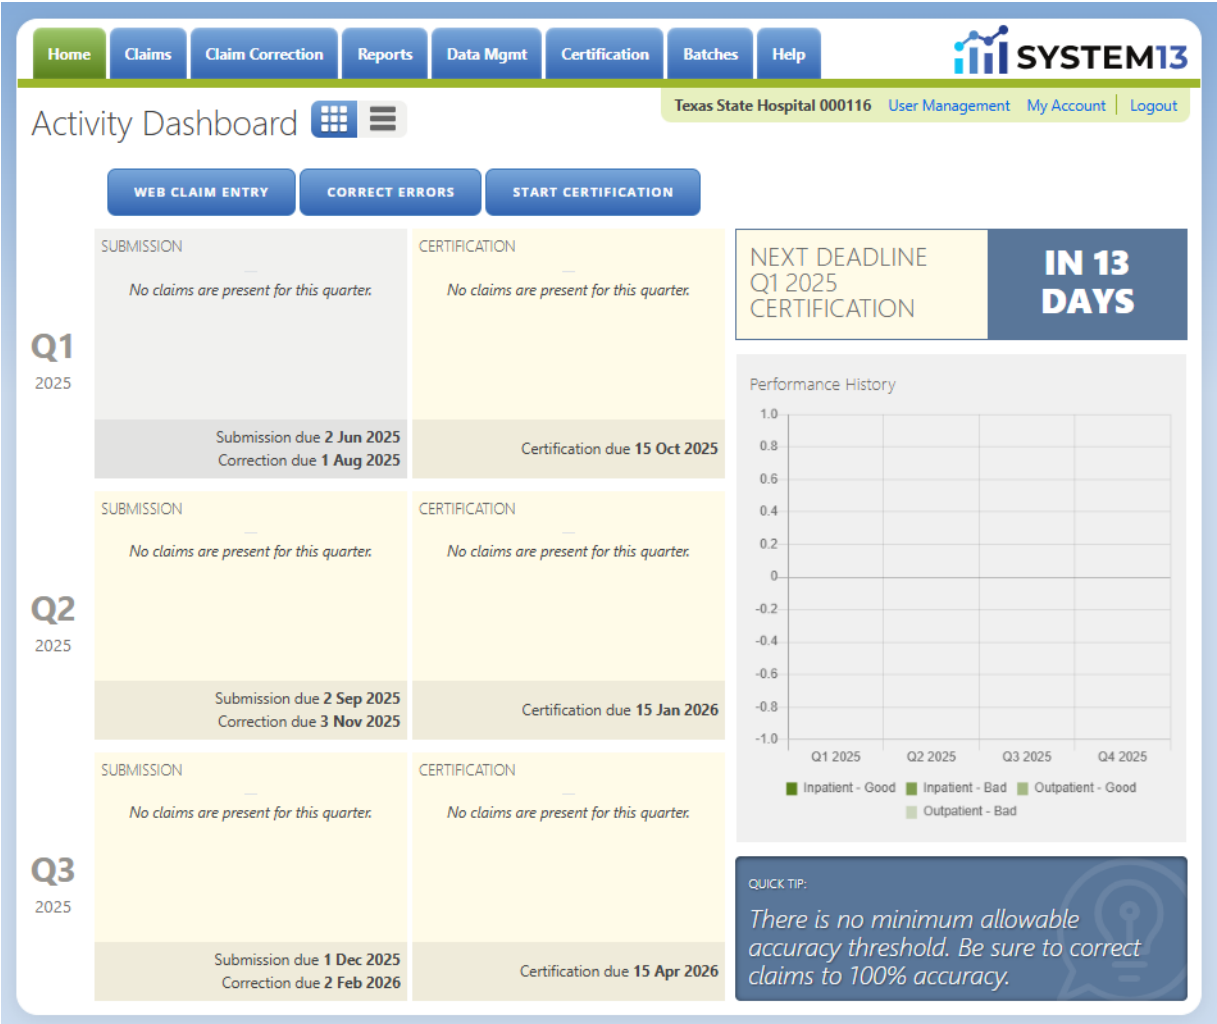 Home Claims Claim Correction Reports Data Mgmt Certification Batches Help
SYSTEM13
Texas State Hospital 000116 User Management My Account Logout
Activity Dashboard
WEB CLAIM ENTRY CORRECT ERRORS START CERTIFICATION
Q1
2025
SUBMISSION
No claims are present for this quarter.
Submission due 2 Jun 2025
Correction due 1 Aug 2025
CERTIFICATION
No claims are present for this quarter.
Certification due 15 Oct 2025
Q2
2025
SUBMISSION
No claims are present for this quarter.
Submission due 2 Sep 2025
Correction due 3 Nov 2025
CERTIFICATION
No claims are present for this quarter.
Certification due 15 Jan 2026
Q3
2025
SUBMISSION
No claims are present for this quarter.
Submission due 1 Dec 2025
Correction due 2 Feb 2026
CERTIFICATION
No claims are present for this quarter.
Certification due 15 Apr 2026
NEXT DEADLINE
Q1 2025
CERTIFICATION
IN 13
DAYS
Performance History
1.0
0.8
0.6
0.4
0.2
0
-0.2
-0.4
-0.6
-0.8
-1.0
Q1 2025 Q2 2025 Q3 2025 Q4 2025
Inpatient - Good Inpatient - Bad Outpatient - Good
Outpatient - Bad
QUICK TIP:
There is no minimum allowable
accuracy threshold. Be sure to correct
claims to 100% accuracy.